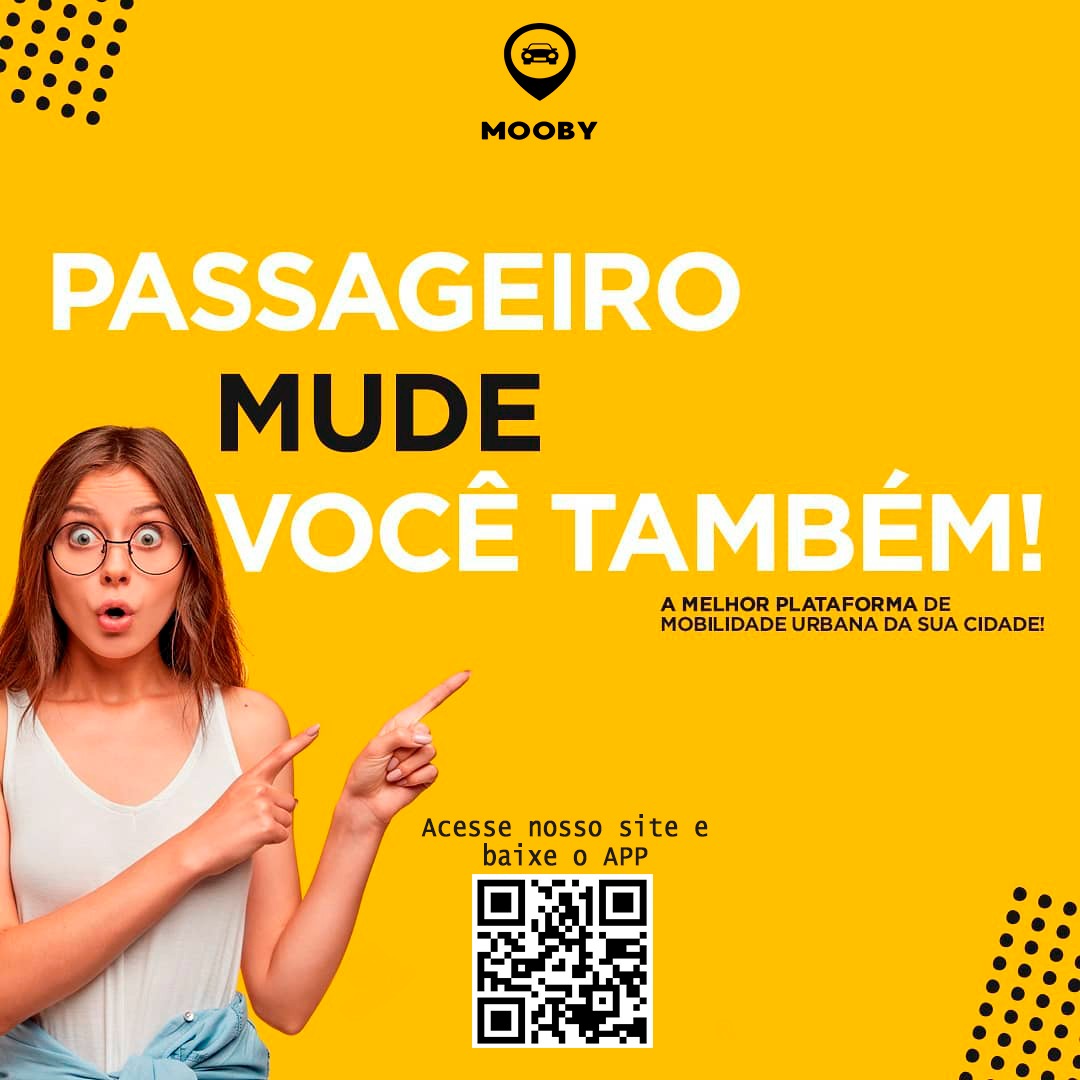 MOOBY
PASSAGEIRO
MUDE
VOCÊ TAMBÉM!
A MELHOR PLATAFORMA DE
MOBILIDADE URBANA DA SUA CIDADE!
Acesse nosso site e
baixe o APP